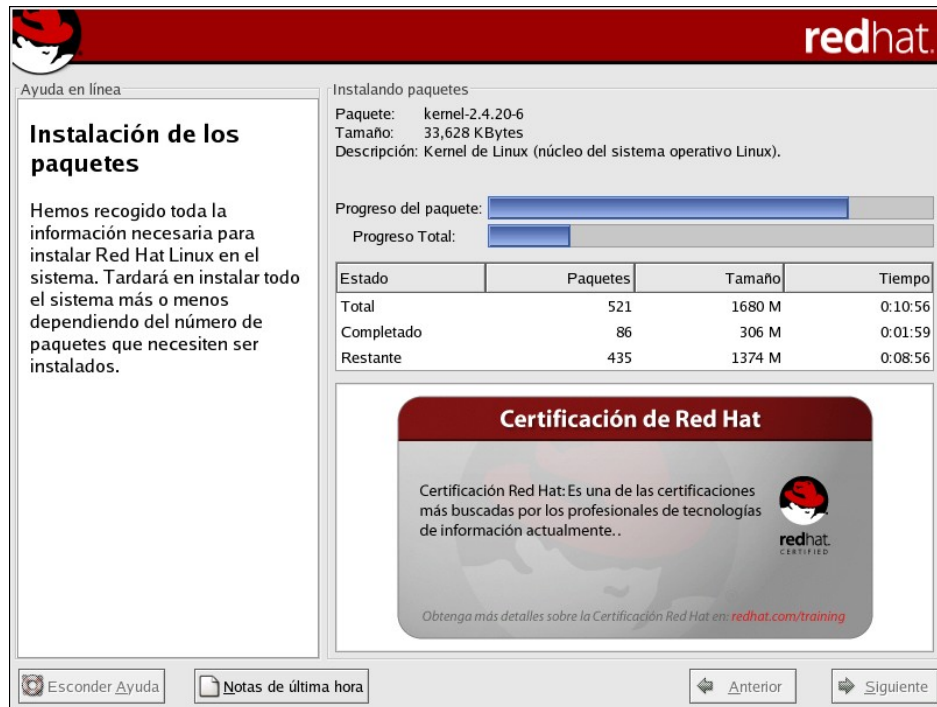 redhat.
Ayuda en línea
Instalación de los
paquetes
Hemos recogido toda la
información necesaria para
instalar Red Hat Linux en el
sistema. Tardará en instalar todo
el sistema más o menos
dependiendo del número de
paquetes que necesiten ser
instalados.
Instalando paquetes
Paquete: kernel-2.4.20-6
Tamaño: 33,628 KBytes
Descripción: Kernel de Linux (núcleo del sistema operativo Linux).
Progreso del paquete:
Progreso Total:
Estado Paquetes Tamaño Tiempo
Total 521 1680 M 0:10:56
Completado 86 306 M 0:01:59
Restante 435 1374 M 0:08:56
Certificación de Red Hat
Certificación Red Hat: Es una de las certificaciones
más buscadas por los profesionales de tecnologías
de información actualmente..
redhat.
CERTIFIED
Obtenga más detalles sobre la Certificación Red Hat en: redhat.com/training
Esconder Ayuda Notas de última hora Anterior Siguiente